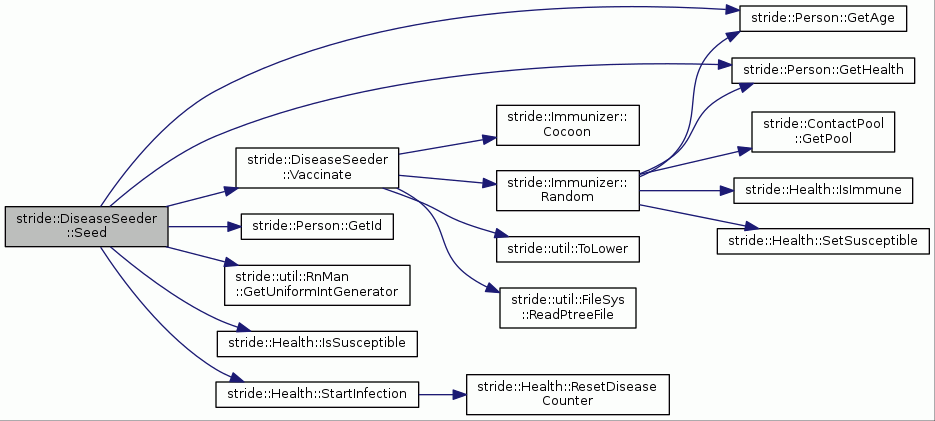 stride::Person::GetAge
stride::Person::GetHealth
stride::Immunizer::
Cocoon
stride::ContactPool
::GetPool
stride::DiseaseSeeder
::Vaccinate
stride::Immunizer::
Random
stride::Health::IsImmune
stride::DiseaseSeeder
::Seed
stride::Person::GetId
stride::util::ToLower
stride::Health::SetSusceptible
stride::util::RnMan
::GetUniformIntGenerator
stride::util::FileSys
::ReadPtreeFile
stride::Health::IsSusceptible
stride::Health::StartInfection
stride::Health::ResetDisease
Counter